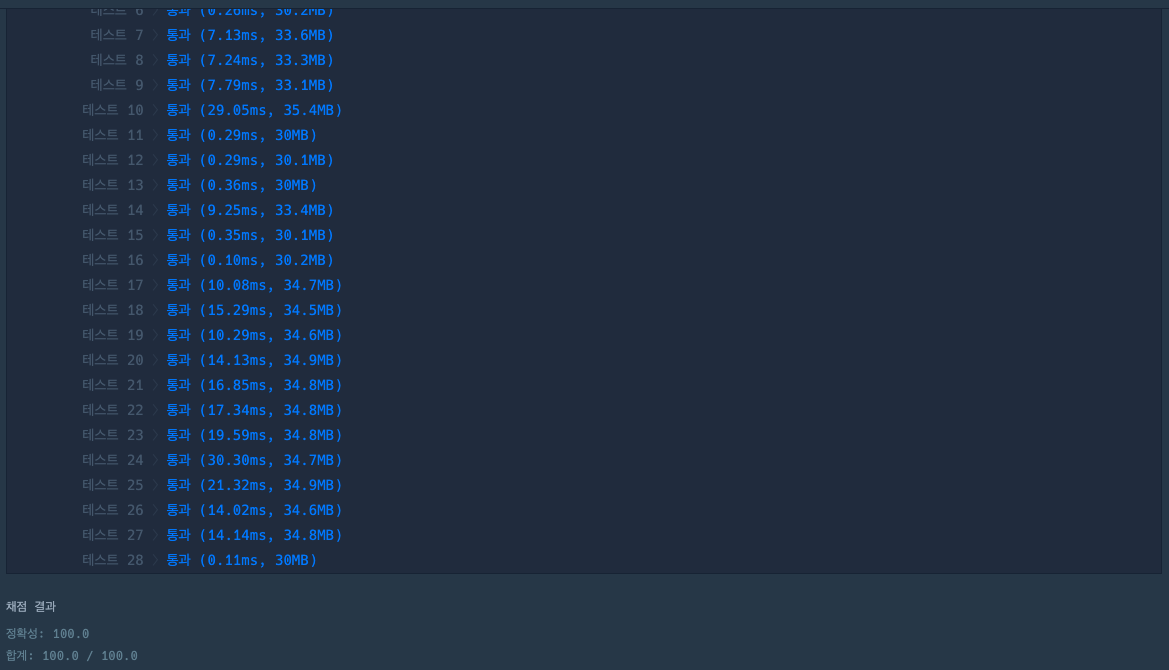 테스트 6 〉 통과 (0.26ms, 30.2MB)
테스트 7 〉 통과 (7.13ms, 33.6MB)
테스트 8 〉 통과 (7.24ms, 33.3MB)
테스트 9 〉 통과 (7.79ms, 33.1MB)
테스트 10 〉 통과 (29.05ms, 35.4MB)
테스트 11 〉 통과 (0.29ms, 30MB)
테스트 12 〉 통과 (0.29ms, 30.1MB)
테스트 13 〉 통과 (0.36ms, 30MB)
테스트 14 〉 통과 (9.25ms, 33.4MB)
테스트 15 〉 통과 (0.35ms, 30.1MB)
테스트 16 〉 통과 (0.10ms, 30.2MB)
테스트 17 〉 통과 (10.08ms, 34.7MB)
테스트 18 〉 통과 (15.29ms, 34.5MB)
테스트 19 〉 통과 (10.29ms, 34.6MB)
테스트 20 〉 통과 (14.13ms, 34.9MB)
테스트 21 〉 통과 (16.85ms, 34.8MB)
테스트 22 〉 통과 (17.34ms, 34.8MB)
테스트 23 〉 통과 (19.59ms, 34.8MB)
테스트 24 〉 통과 (30.30ms, 34.7MB)
테스트 25 〉 통과 (21.32ms, 34.9MB)
테스트 26 〉 통과 (14.02ms, 34.6MB)
테스트 27 〉 통과 (14.14ms, 34.8MB)
테스트 28 〉 통과 (0.11ms, 30MB)
채점 결과
정확성: 100.0
합계: 100.0 / 100.0